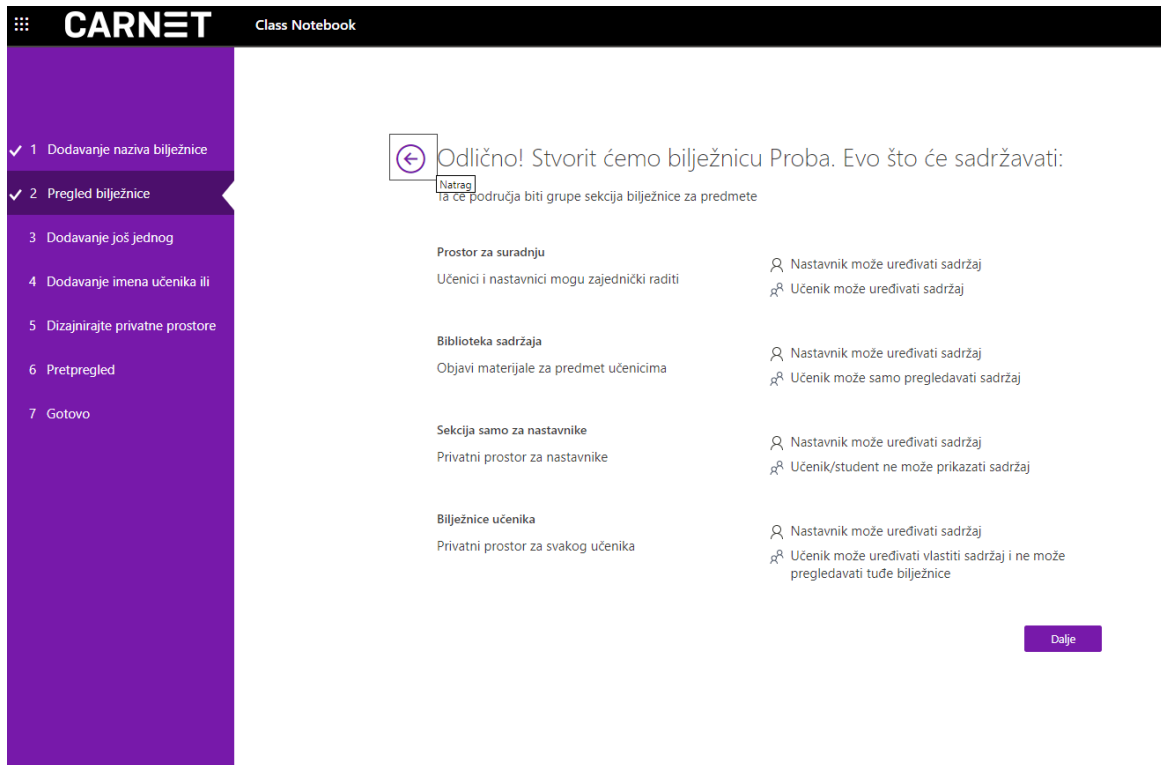 CARNET
Class Notebook
1 Dodavanje naziva bilježnice
2 Pregled bilježnice
3 Dodavanje još jednog
4 Dodavanje imena učenika ili
5 Dizajnirajte privatne prostore
6 Pretpregled
7 Gotovo
Odlično! Stvorit ćemo bilježnicu Proba. Evo što će sadržavati:
Natrag
Ta će područja biti grupe sekcija bilježnice za predmete
Prostor za suradnju
Učenici i nastavnici mogu zajednički raditi
Nastavnik može uređivati sadržaj
Učenik može uređivati sadržaj
Biblioteka sadržaja
Objavi materijale za predmet učenicima
Nastavnik može uređivati sadržaj
Učenik može samo pregledavati sadržaj
Sekcija samo za nastavnike
Privatni prostor za nastavnike
Nastavnik može uređivati sadržaj
Učenik/student ne može prikazati sadržaj
Bilježnice učenika
Privatni prostor za svakog učenika
Nastavnik može uređivati sadržaj
Učenik može uređivati vlastiti sadržaj i ne može
pregledavati tuđe bilježnice
Dalje